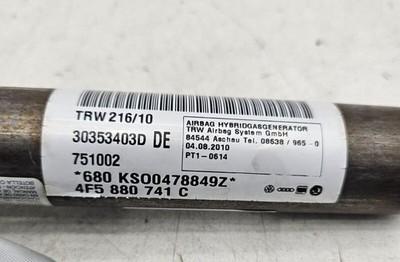 TRW 216/10
30353403D DE
751002
AIRBAG HYBRIDGASGENERATOR
TRW Airbag System GmbH
84544 Aschau Tel. 08638 / 965 - 0
04.08.2010
PT1-0614
*680 KSO0478849Z*
4F5 880 741 C